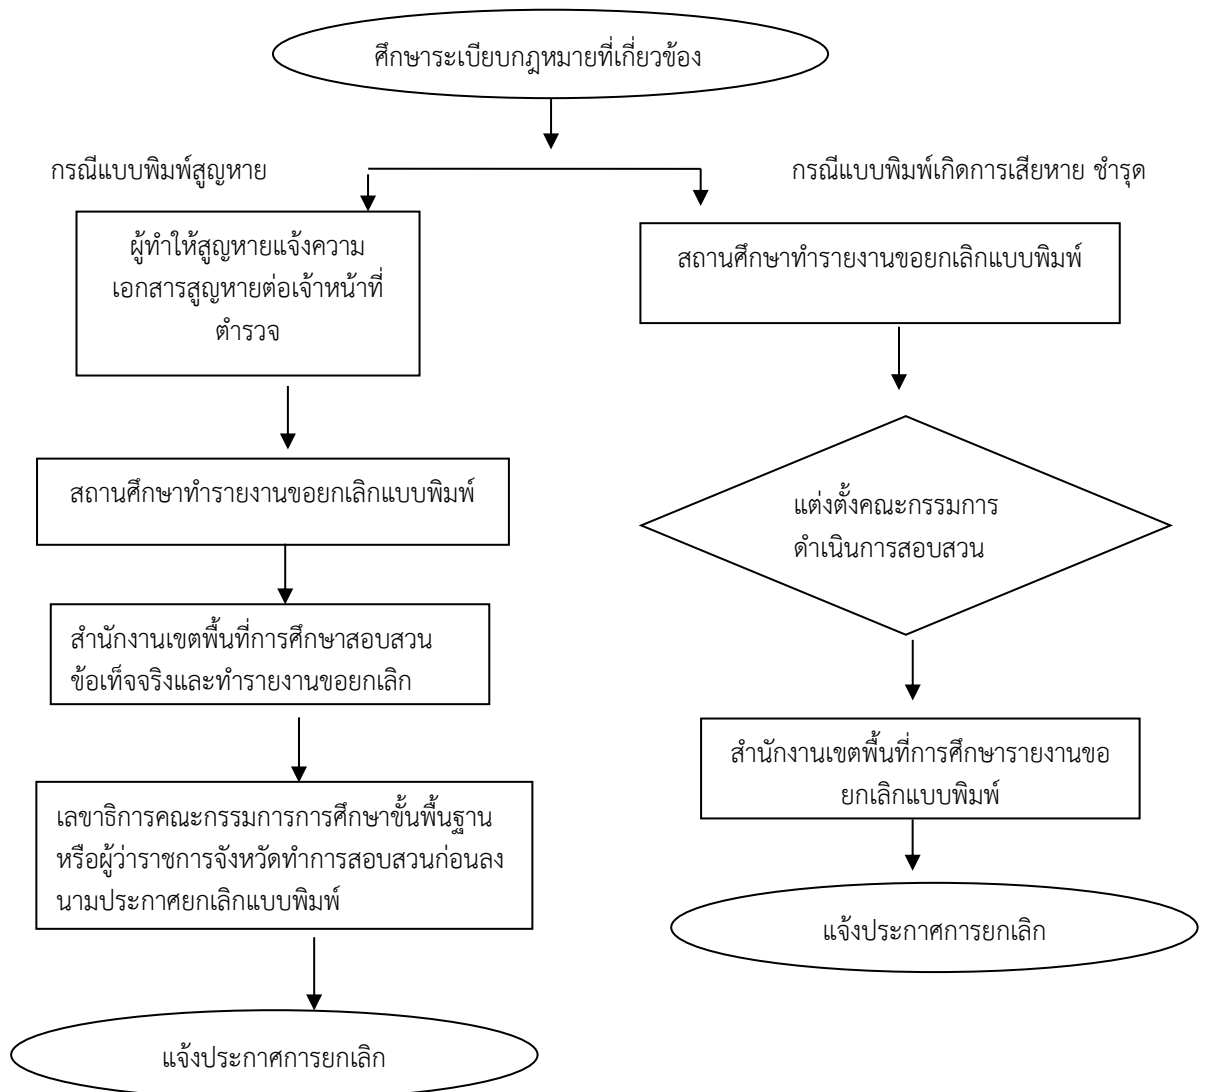 ศึกษาระเบียบกฎหมายที่เกี่ยวข้อง
กรณีแบบพิมพ์สูญหาย
ผู้ทำให้สูญหายแจ้งความ
เอกสารสูญหายต่อเจ้าหน้าที่
ตำรวจ
สถานศึกษาทำรายงานขอยกเลิกแบบพิมพ์
สำนักงานเขตพื้นที่การศึกษาสอบสวน
ข้อเท็จจริงและทำรายงานขอยกเลิก
เลขาธิการคณะกรรมการการศึกษาขั้นพื้นฐาน
หรือผู้ว่าราชการจังหวัดทำการสอบสวนก่อนลง
นามประกาศยกเลิกแบบพิมพ์
แจ้งประกาศการยกเลิก
กรณีแบบพิมพ์เกิดการเสียหาย ชำรุด
สถานศึกษาทำรายงานขอยกเลิกแบบพิมพ์
แต่งตั้งคณะกรรมการ
ดำเนินการสอบสวน
สำนักงานเขตพื้นที่การศึกษารายงานขอ
ยกเลิกแบบพิมพ์
แจ้งประกาศการยกเลิก